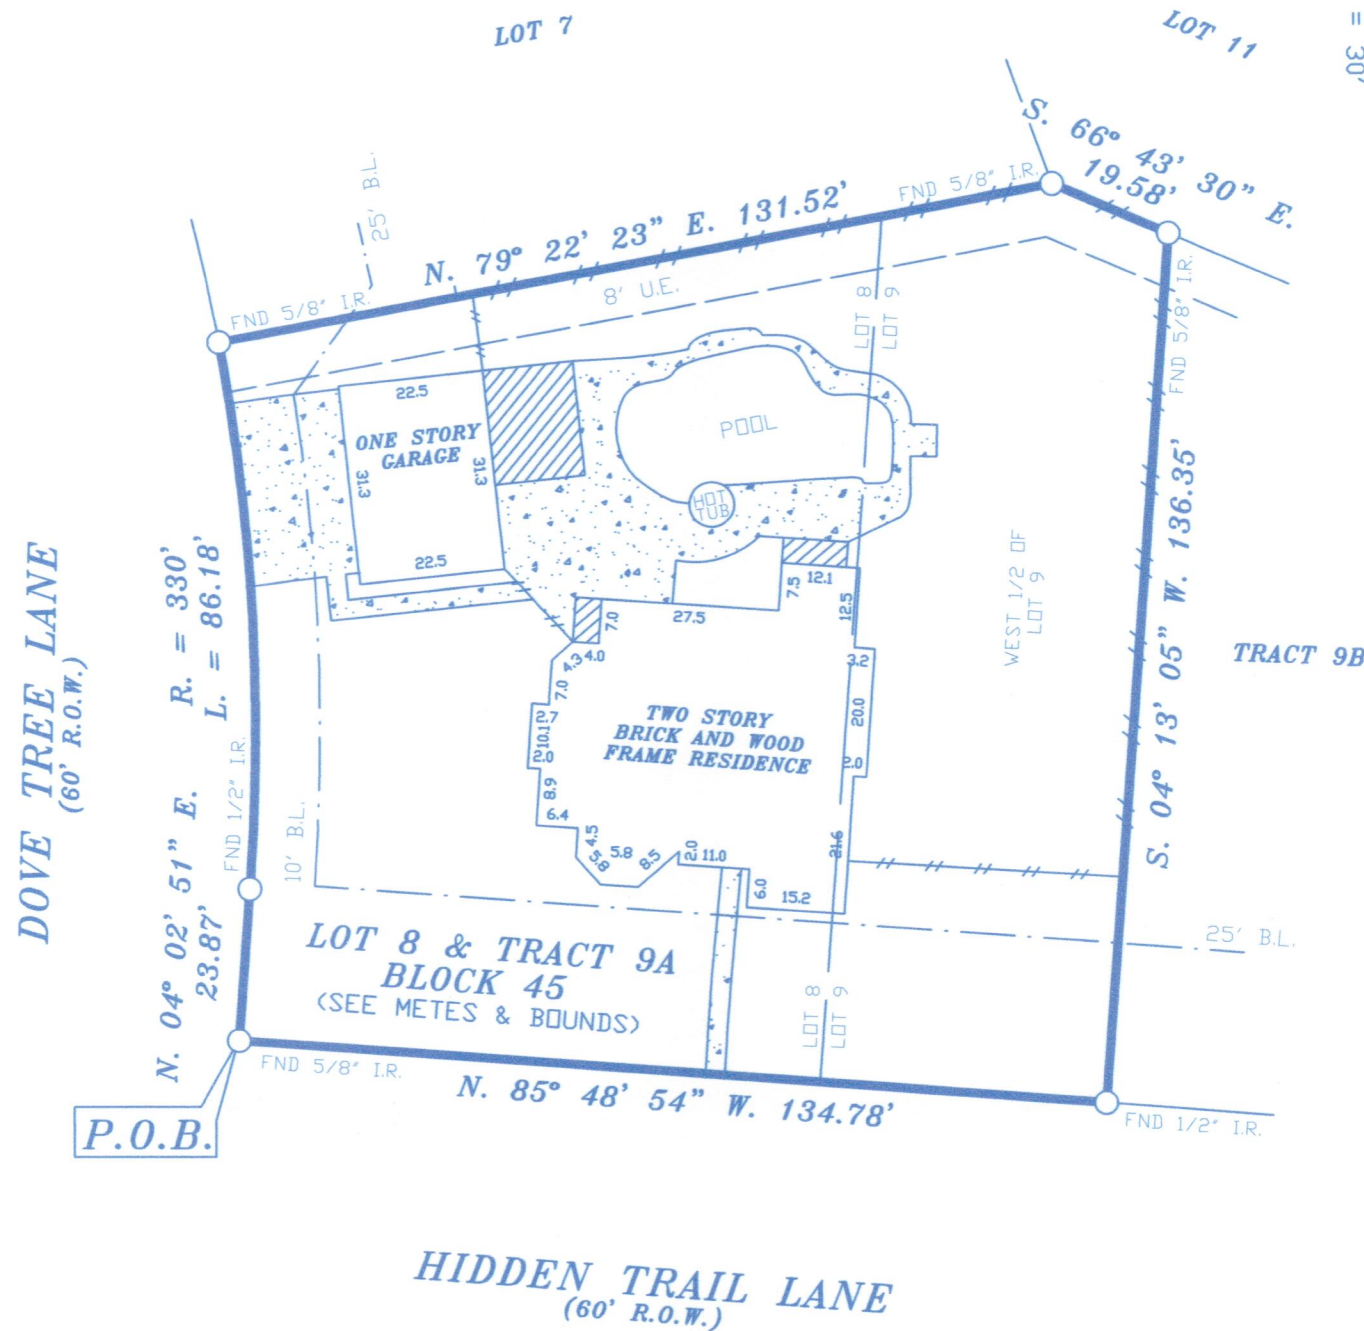 LOT 7
LOT 11
= 30'
S. 66° 43' 30" E.
19.58'
25' B.L.
N. 79° 22' 23" E. 131.52'
FND 5/8" I.R.
FND 5/8" I.R.
FND 5/8" I.R.
8' U.E.
LOT 8
LOT 9
22.5
ONE STORY
GARAGE
31.3
31.3
22.5
POOL
HOT
TUB
WEST 1/2 OF
LOT 9
S. 04° 13' 05" W. 136.35'
TRACT 9B
DOVE TREE LANE
(60' R.O.W.)
R. = 330'
L. = 86.18'
N. 04° 02' 51" E.
23.87'
FND 1/2" I.R.
10' B.L.
7.5
12.1
12.5
7.0
27.5
4.3
4.0
7.0
3.2
2.7
10.1
2.0
20.0
2.0
TWO STORY
BRICK AND WOOD
FRAME RESIDENCE
8.9
6.4
4.5
5.8
5.8
8.5
2.0
11.0
21.6
6.0
15.2
25' B.L.
LOT 8 & TRACT 9A
BLOCK 45
(SEE METES & BOUNDS)
LOT 8
LOT 9
FND 5/8" I.R.
N. 85° 48' 54" W. 134.78'
FND 1/2" I.R.
P.O.B.
HIDDEN TRAIL LANE
(60' R.O.W.)